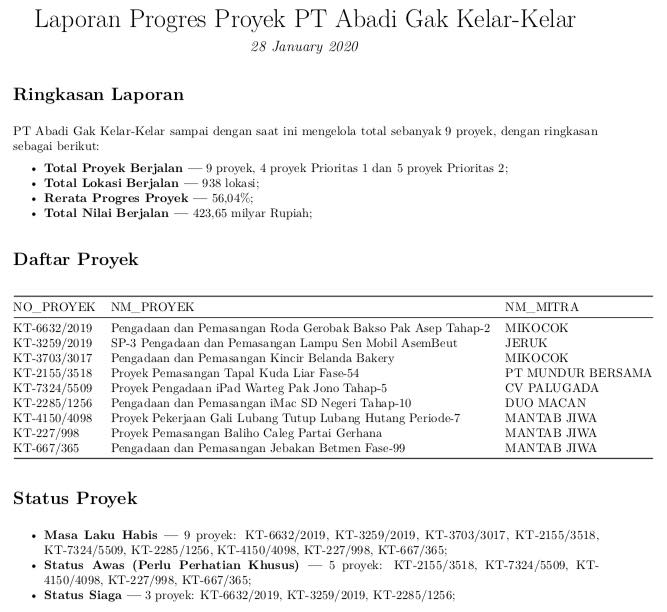 Laporan Progres Proyek PT Abadi Gak Kelar-Kelar
28 January 2020
Ringkasan Laporan
PT Abadi Gak Kelar-Kelar sampai dengan saat ini mengelola total sebanyak 9 proyek, dengan ringkasan
sebagai berikut:
• Total Proyek Berjalan — 9 proyek, 4 proyek Prioritas 1 dan 5 proyek Prioritas 2;
• Total Lokasi Berjalan — 938 lokasi;
• Rerata Progres Proyek — 56,04%;
• Total Nilai Berjalan — 423,65 milyar Rupiah;
Daftar Proyek
NO_PROYEK NM_PROYEK NM_MITRA
KT-6632/2019 Pengadaan dan Pemasangan Roda Gerobak Bakso Pak Asep Tahap-2 MIKOCOK
KT-3259/2019 SP-3 Pengadaan dan Pemasangan Lampu Sen Mobil AsemBeut JERUK
KT-3703/3017 Pengadaan dan Pemasangan Kincir Belanda Bakery MIKOCOK
KT-2155/3518 Proyek Pemasangan Tapal Kuda Liar Fase-54 PT MUNDUR BERSAMA
KT-7324/5509 Proyek Pengadaan iPad Warteg Pak Jono Tahap-5 CV PALUGADA
KT-2285/1256 Pengadaan dan Pemasangan iMac SD Negeri Tahap-10 DUO MACAN
KT-4150/4098 Proyek Pekerjaan Gali Lubang Tutup Lubang Hutang Periode-7 MANTAB JIWA
KT-227/998 Proyek Pemasangan Baliho Caleg Partai Gerhana MANTAB JIWA
KT-667/365 Pengadaan dan Pemasangan Jebakan Betmen Fase-99 MANTAB JIWA
Status Proyek
• Masa Laku Habis — 9 proyek: KT-6632/2019, KT-3259/2019, KT-3703/3017, KT-2155/3518,
KT-7324/5509, KT-2285/1256, KT-4150/4098, KT-227/998, KT-667/365;
• Status Awas (Perlu Perhatian Khusus) — 5 proyek: KT-2155/3518, KT-7324/5509, KT-
4150/4098, KT-227/998, KT-667/365;
• Status Siaga — 3 proyek: KT-6632/2019, KT-3259/2019, KT-2285/1256;